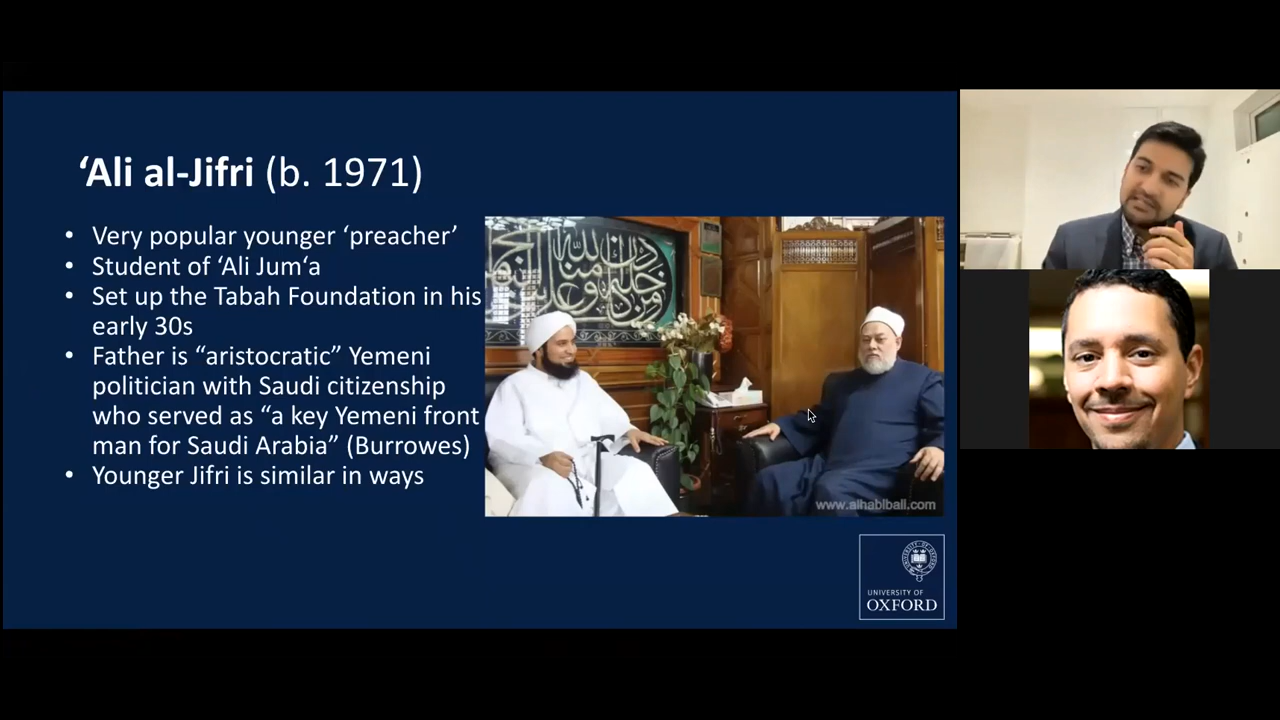 ‘Ali al-Jifri (b. 1971)
• Very popular younger ‘preacher’
• Student of ‘Ali Jum‘a
• Set up the Tabah Foundation in his
early 30s
• Father is “aristocratic” Yemeni
politician with Saudi citizenship
who served as “a key Yemeni front
man for Saudi Arabia” (Burrowes)
• Younger Jifri is similar in ways
www.alhabibali.com
UNIVERSITY OF
OXFORD